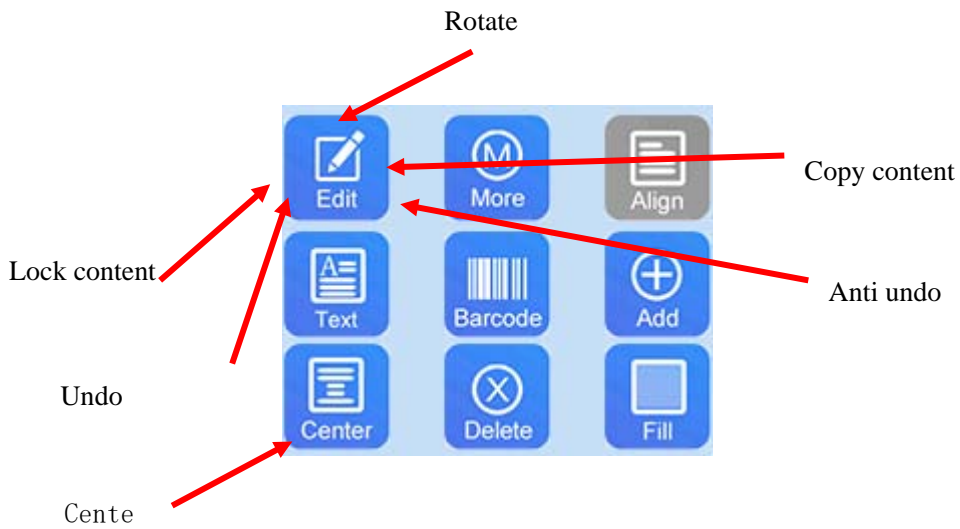 Rotate
Edit
M
More
Align
Copy content
Lock content
A
Text
Barcode
Add
Anti undo
Undo
Center
X
Delete
Fill
Cente